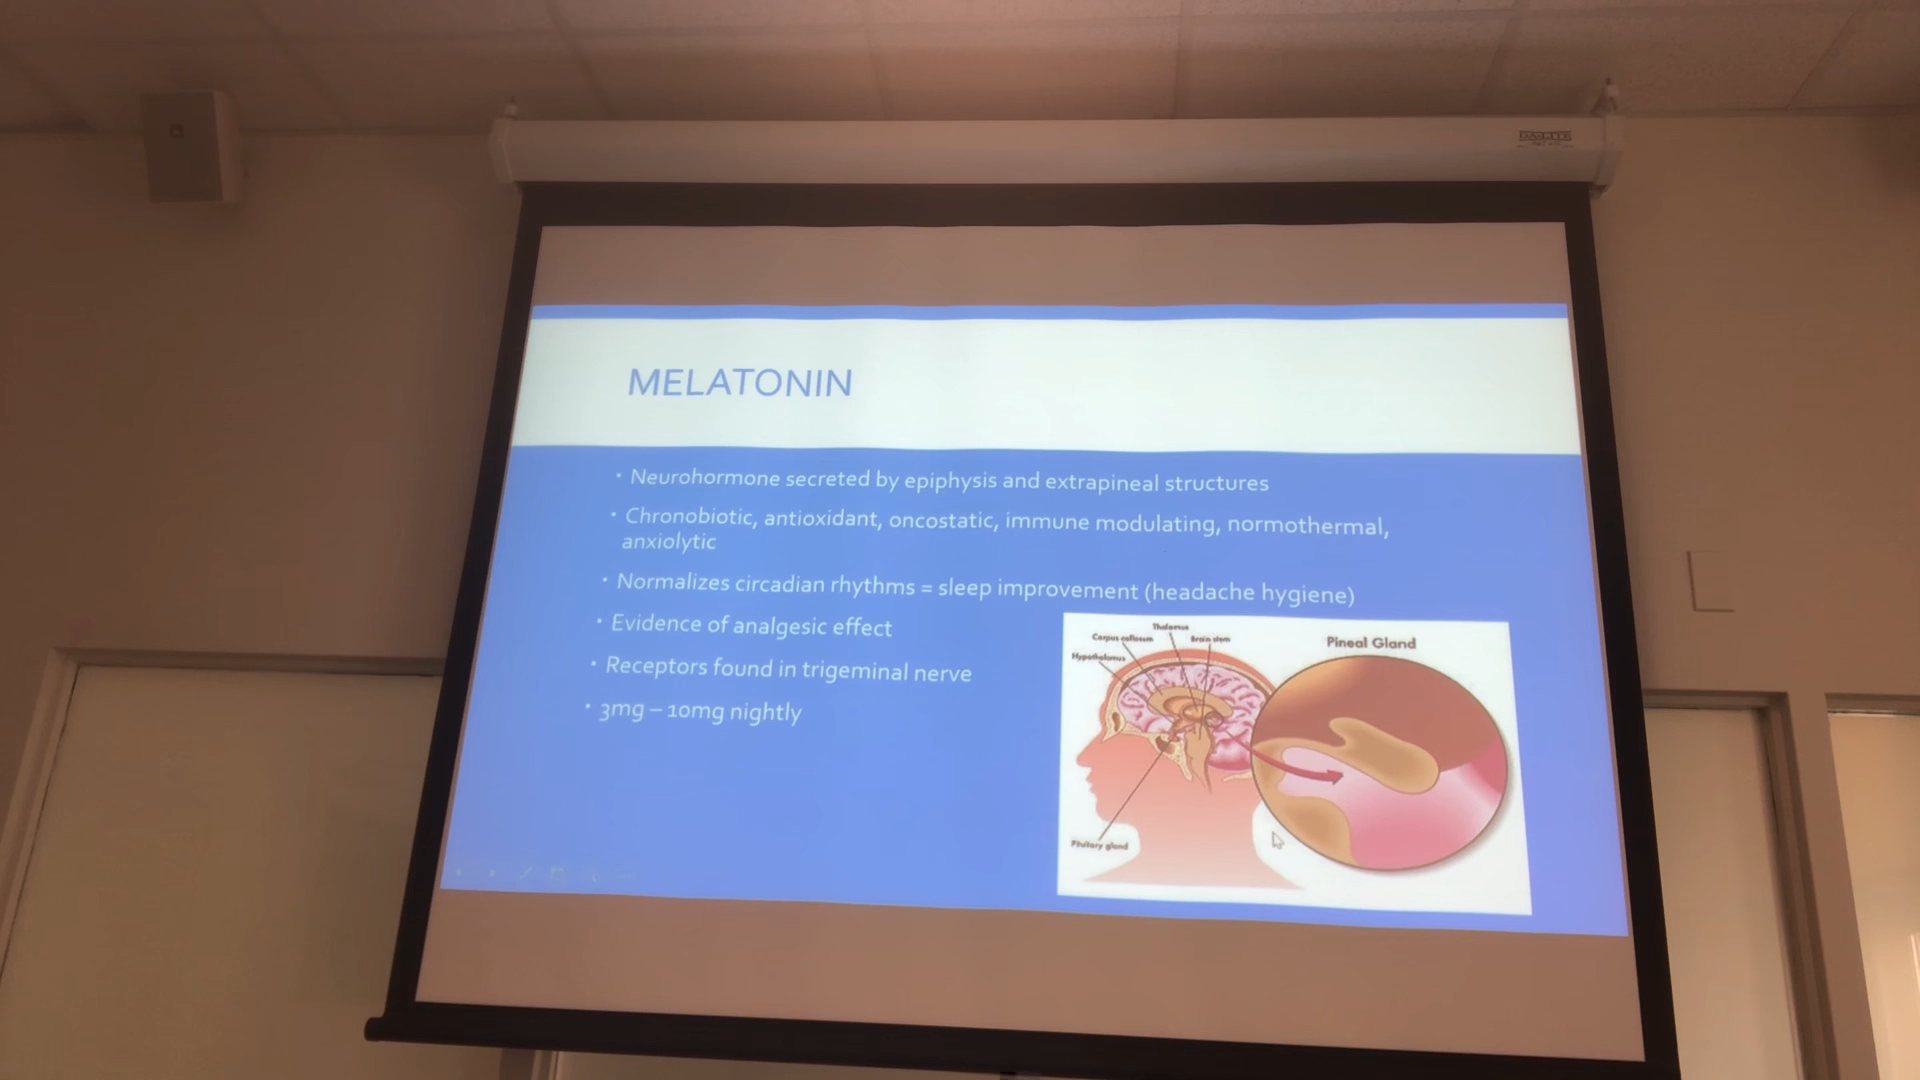 DA-LITE
MELATONIN
• Neurohormone secreted by epiphysis and extrapineal structures
• Chronobiotic, antioxidant, oncostatic, immune modulating, normothermal,
anxiolytic
• Normalizes circadian rhythms = sleep improvement (headache hygiene)
• Evidence of analgesic effect
• Receptors found in trigeminal nerve
• 3mg – 10mg nightly
Thalamus
Corpus callosum
Brain stem
Hypothalamus
Pineal Gland
Pituitary gland